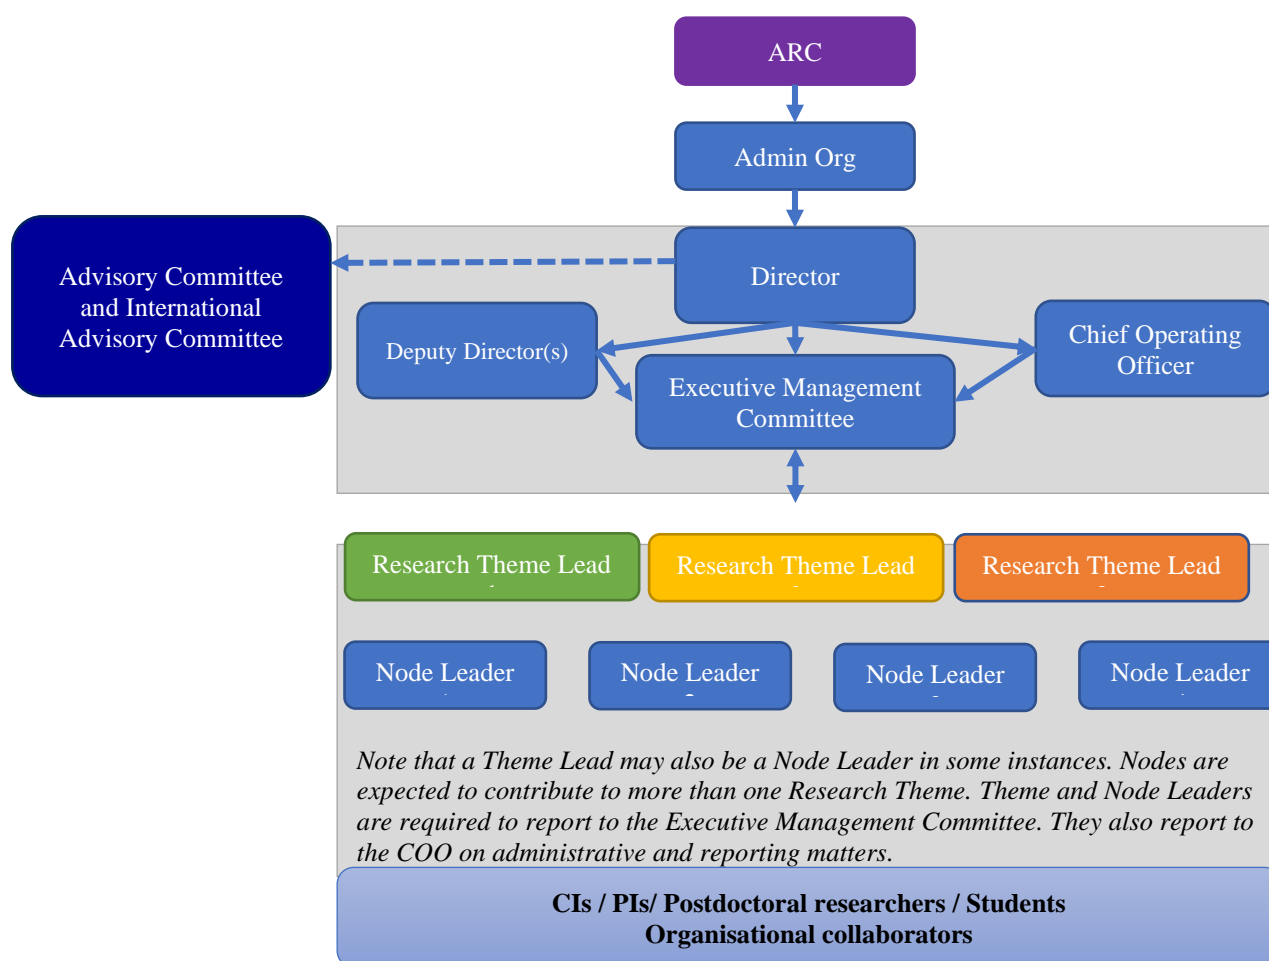 ARC
Admin Org
Director
Advisory Committee
and International
Advisory Committee
Deputy Director(s)
Chief Operating
Officer
Executive Management
Committee
Research Theme Lead
Research Theme Lead
Research Theme Lead
Node Leader
Node Leader
Node Leader
Node Leader
Note that a Theme Lead may also be a Node Leader in some instances. Nodes are
expected to contribute to more than one Research Theme. Theme and Node Leaders
are required to report to the Executive Management Committee. They also report to
the COO on administrative and reporting matters.
CIs / PIs/ Postdoctoral researchers / Students
Organisational collaborators